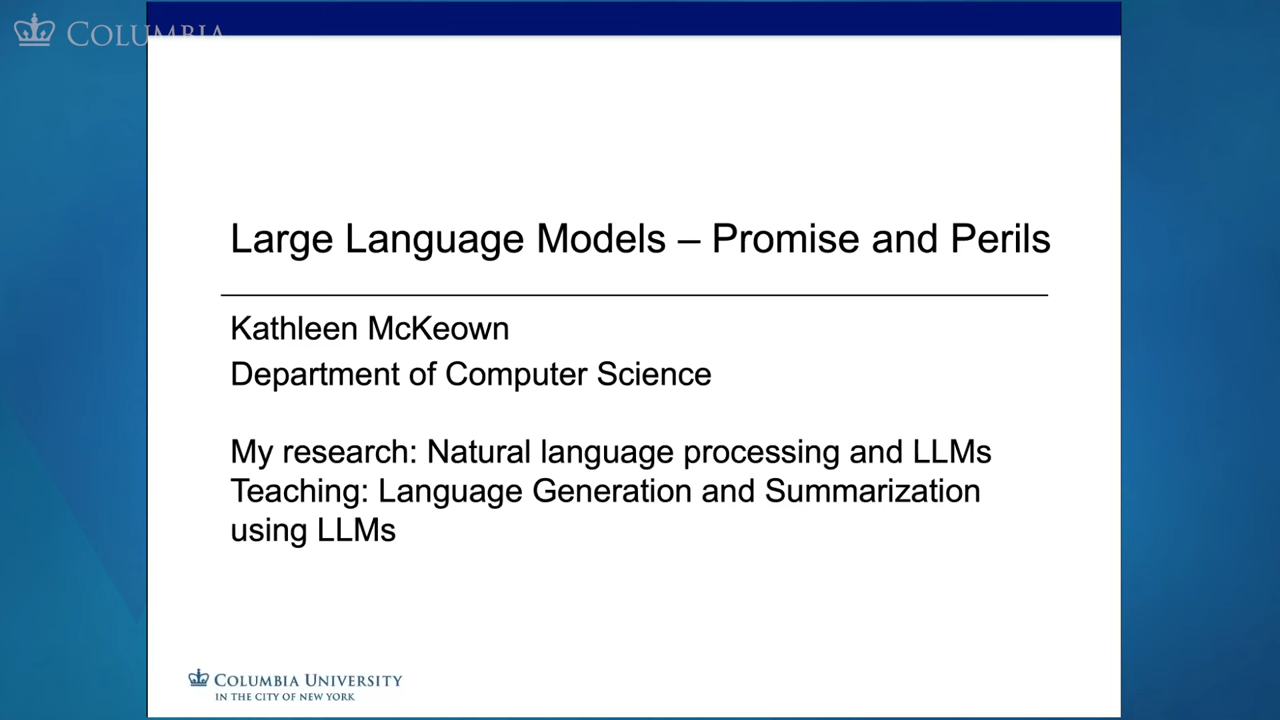 COLUMBIA
Large Language Models – Promise and Perils
Kathleen McKeown
Department of Computer Science
My research: Natural language processing and LLMs
Teaching: Language Generation and Summarization
using LLMs
COLUMBIA UNIVERSITY
IN THE CITY OF NEW YORK